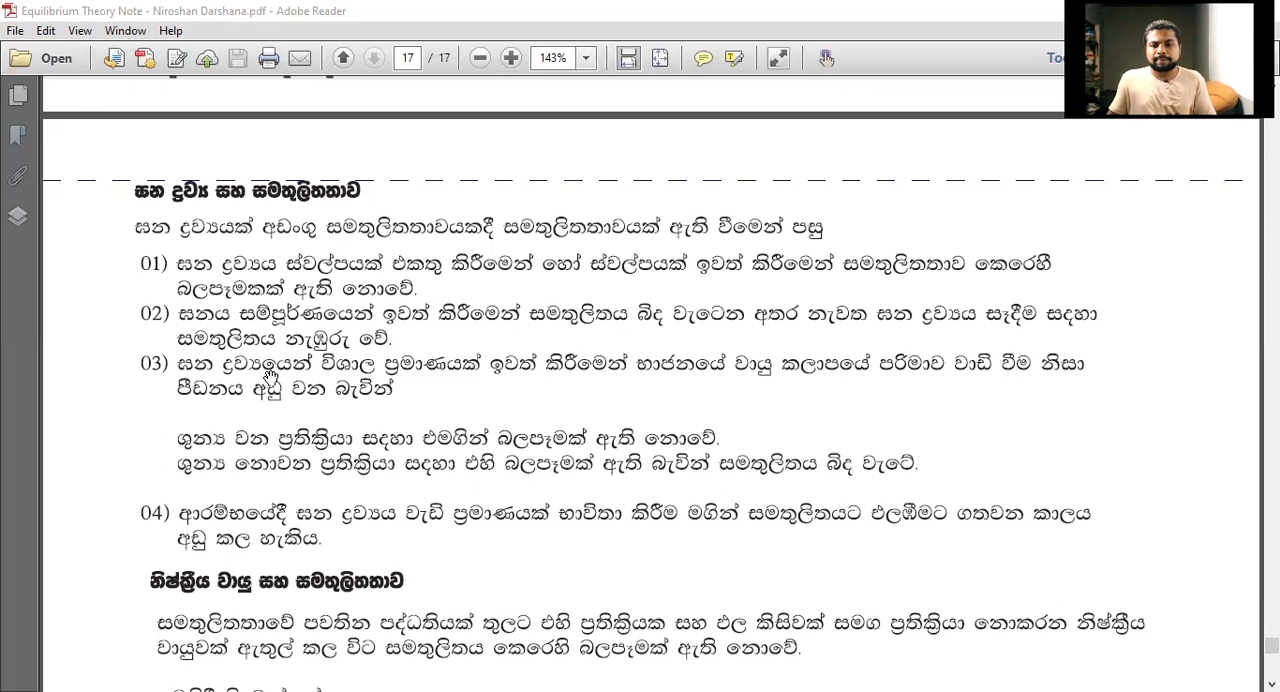 Equilibrium Theory Note - Niroshan Darshana.pdf - Adobe Reader
File Edit View Window Help
Open 17 / 17 143%
ඝන ද්‍රව්‍ය සහ සමතුලිතතාව
ඝන ද්‍රව්‍යයක් අඩංගු සමතුලිතතාවයකදී සමතුලිතතාවයක් ඇති වීමෙන් පසු
01) ඝන ද්‍රව්‍යය ස්වල්පයක් එකතු කිරීමෙන් හෝ ස්වල්පයක් ඉවත් කිරීමෙන් සමතුලිතතාව කෙරෙහී
බලපෑමකක් ඇති නොවේ.
02) ඝනය සම්පූර්ණයෙන් ඉවත් කිරීමෙන් සමතුලිතය බිද වැටෙන අතර නැවත ඝන ද්‍රව්‍යය සෑදීම සදහා
සමතුලිතය නැඹුරු වේ.
03) ඝන ද්‍රව්‍යයෙන් විශාල ප්‍රමාණයක් ඉවත් කිරීමෙන් භාජනයේ වායු කලාපයේ පරිමාව වාඩි වීම නිසා
පීඩනය අඩු වන බැවින්
ශුන්‍ය වන ප්‍රතික්‍රියා සදහා එමගින් බලපෑමක් ඇති නොවේ.
ශුන්‍ය නොවන ප්‍රතික්‍රියා සදහා එහි බලපෑමක් ඇති බැවින් සමතුලිතය බිද වැටේ.
04) ආරම්භයේදී ඝන ද්‍රව්‍යය වැඩි ප්‍රමාණයක් භාවිතා කිරීම මගින් සමතුලිතයට එලඹීමට ගතවන කාලය
අඩු කල හැකිය.
නිෂ්ක්‍රීය වායු සහ සමතුලිතතාව
සමතුලිතතාවේ පවතින පද්ධතියක් තුලට එහි ප්‍රතික්‍රියක සහ ඵල කිසිවක් සමග ප්‍රතික්‍රියා නොකරන නිෂ්ක්‍රීය
වායුවක් ඇතුල් කල විට සමතුලිතය කෙරෙහි බලපෑමක් ඇති නොවේ.